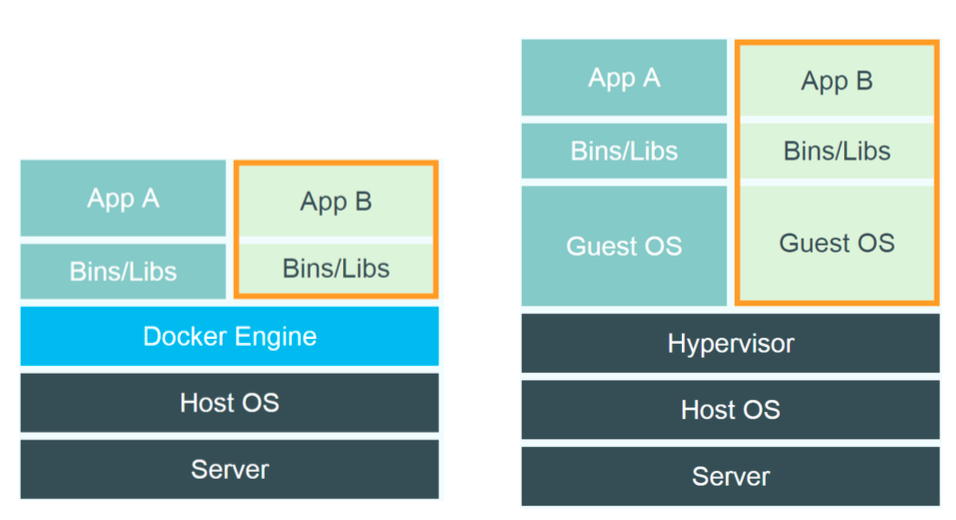 App A
App B
Bins/Libs
Bins/Libs
Docker Engine
Host OS
Server
App A
App B
Bins/Libs
Bins/Libs
Guest OS
Guest OS
Hypervisor
Host OS
Server